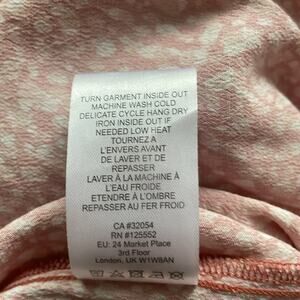 TURN GARMENT INSIDE OUT
MACHINE WASH COLD
DELICATE CYCLE HANG DRY
IRON INSIDE OUT IF
NEEDED LOW HEAT
TOURNEZ A
L'ENVERS AVANT
DE LAVER ET DE
REPASSER
LAVER À LA MACHINE À
L'EAU FROIDE
ETENDRE À L'OMBRE
REPASSER AU FER FROID
CA #32054
RN #125552
EU: 24 Market Place
3rd Floor
London, UK W1W8AN